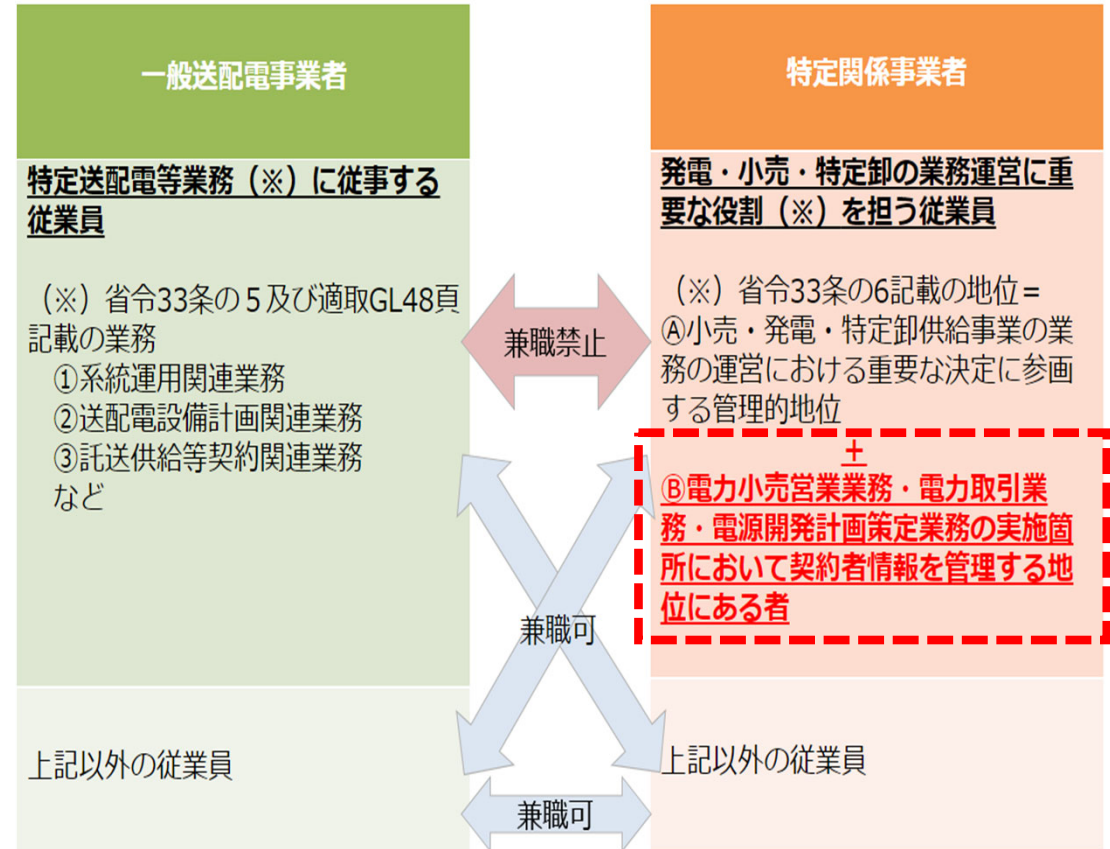 一般送配電事業者
特定送配電等業務（※）に従事する
従業員
（※）省令33条の５及び適取GL48頁
記載の業務
①系統運用関連業務
②送配電設備計画関連業務
③託送供給等契約関連業務
など
上記以外の従業員
兼職禁止
兼職可
兼職可
特定関係事業者
発電・小売・特定卸の業務運営に重
要な役割（※）を担う従業員
（※）省令33条の6記載の地位＝
Ⓐ小売・発電・特定卸供給事業の業
務の運営における重要な決定に参画
する管理的地位
＋
Ⓑ電力小売営業業務・電力取引業
務・電源開発計画策定業務の実施箇
所において契約者情報を管理する地
位にある者
上記以外の従業員